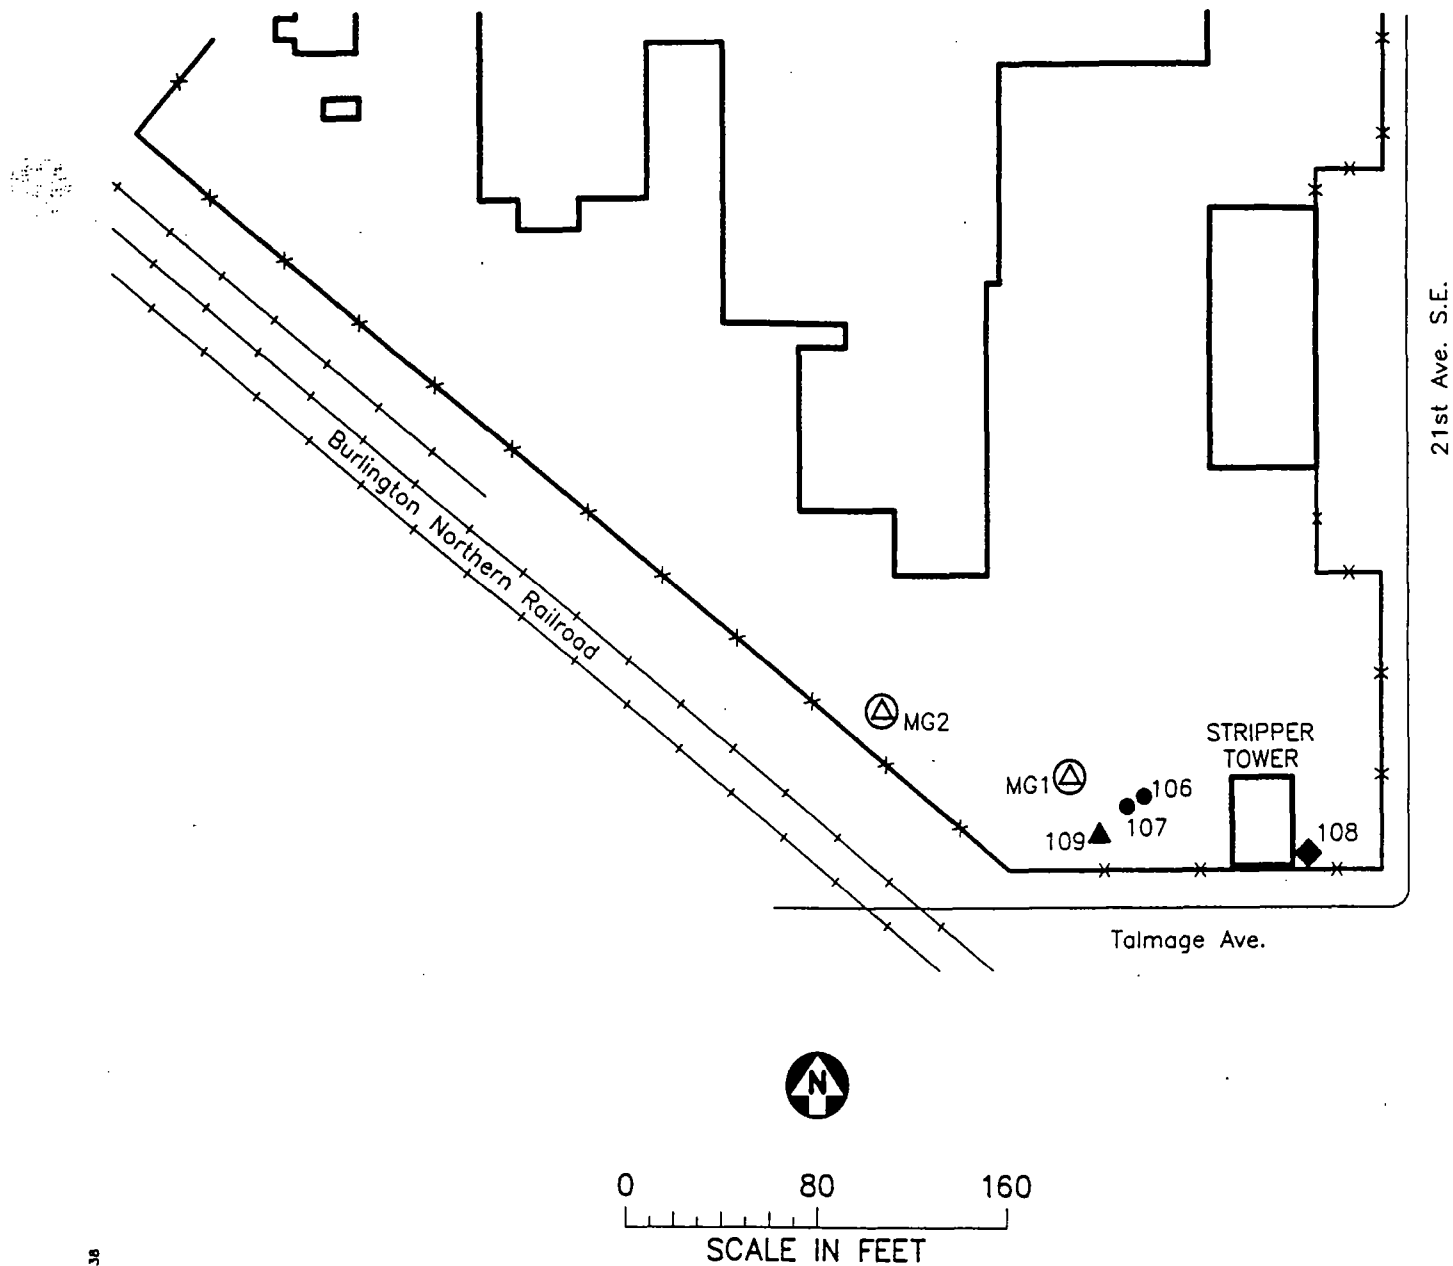 21st Ave. S.E.
Burlington Northern Railroad
MG2
STRIPPER
TOWER
MG1
106
107
109
108
Talmage Ave.
N
0 80 160
SCALE IN FEET
38